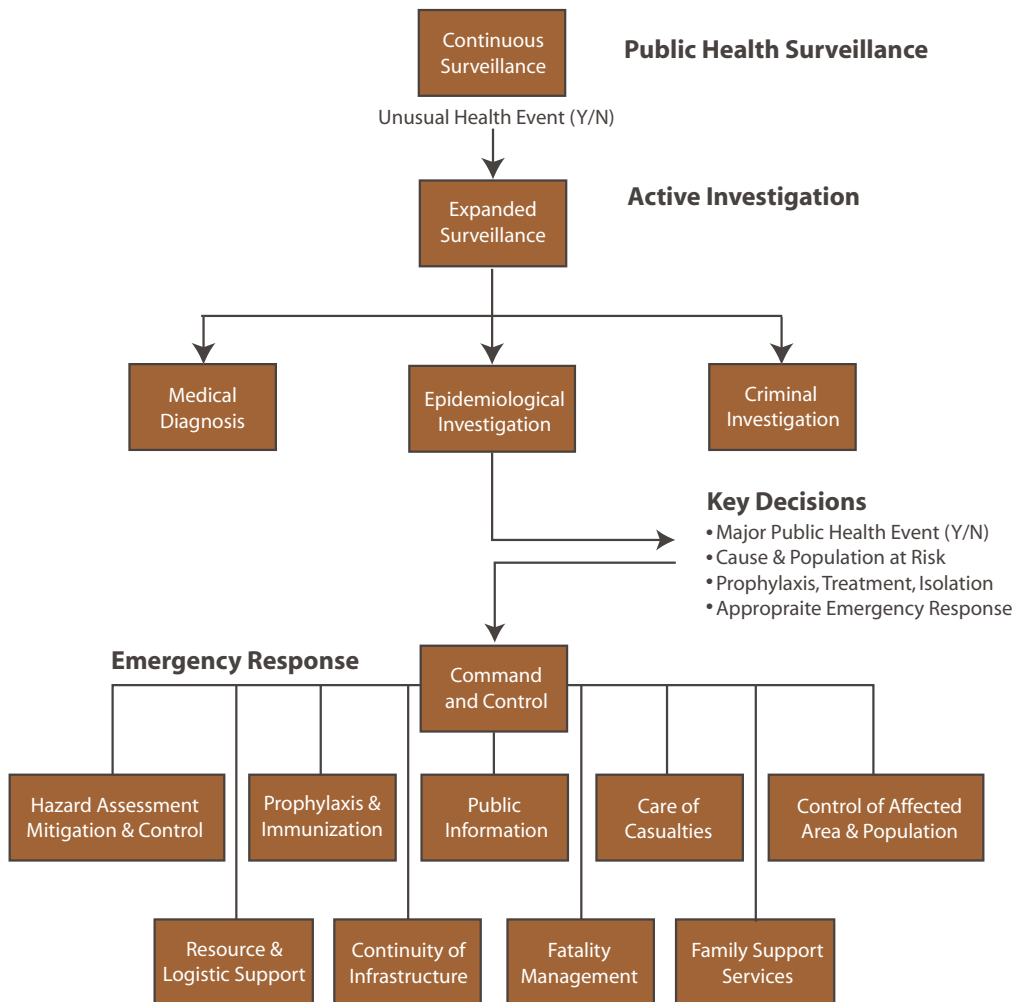 Continuous
Surveillance
Public Health Surveillance
Unusual Health Event (Y/N)
Expanded
Surveillance
Active Investigation
Medical
Diagnosis
Epidemiological
Investigation
Criminal
Investigation
Key Decisions
• Major Public Health Event (Y/N)
• Cause & Population at Risk
• Prophylaxis, Treatment, Isolation
• Appropraite Emergency Response
Emergency Response
Command
and Control
Hazard Assessment
Mitigation & Control
Prophylaxis &
Immunization
Public
Information
Care of
Casualties
Control of Affected
Area & Population
Resource &
Logistic Support
Continuity of
Infrastructure
Fatality
Management
Family Support
Services